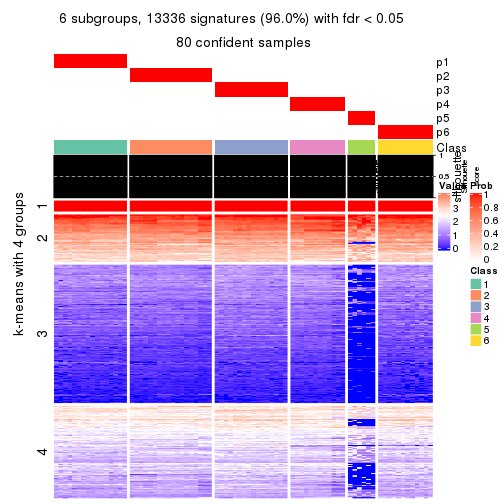 6 subgroups, 13336 signatures (96.0%) with fdr < 0.05
80 confident samples
p1
p2
p3
p4
p5
p6
Class
1
0.5
silhouette
score
k-means with 4 groups
1
2
3
4
Value
3
2
1
0
Prob
1
0.8
0.6
0.4
0.2
0
Class
1
2
3
4
5
6